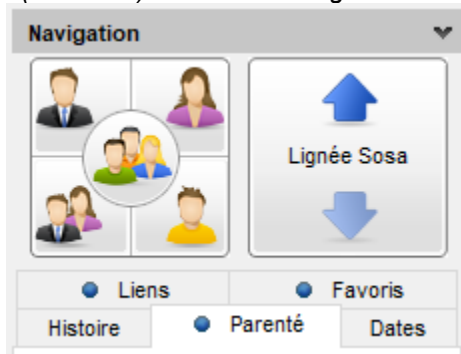 Navigation
Lignée Sosa
Liens Favoris
Histoire Parenté Dates